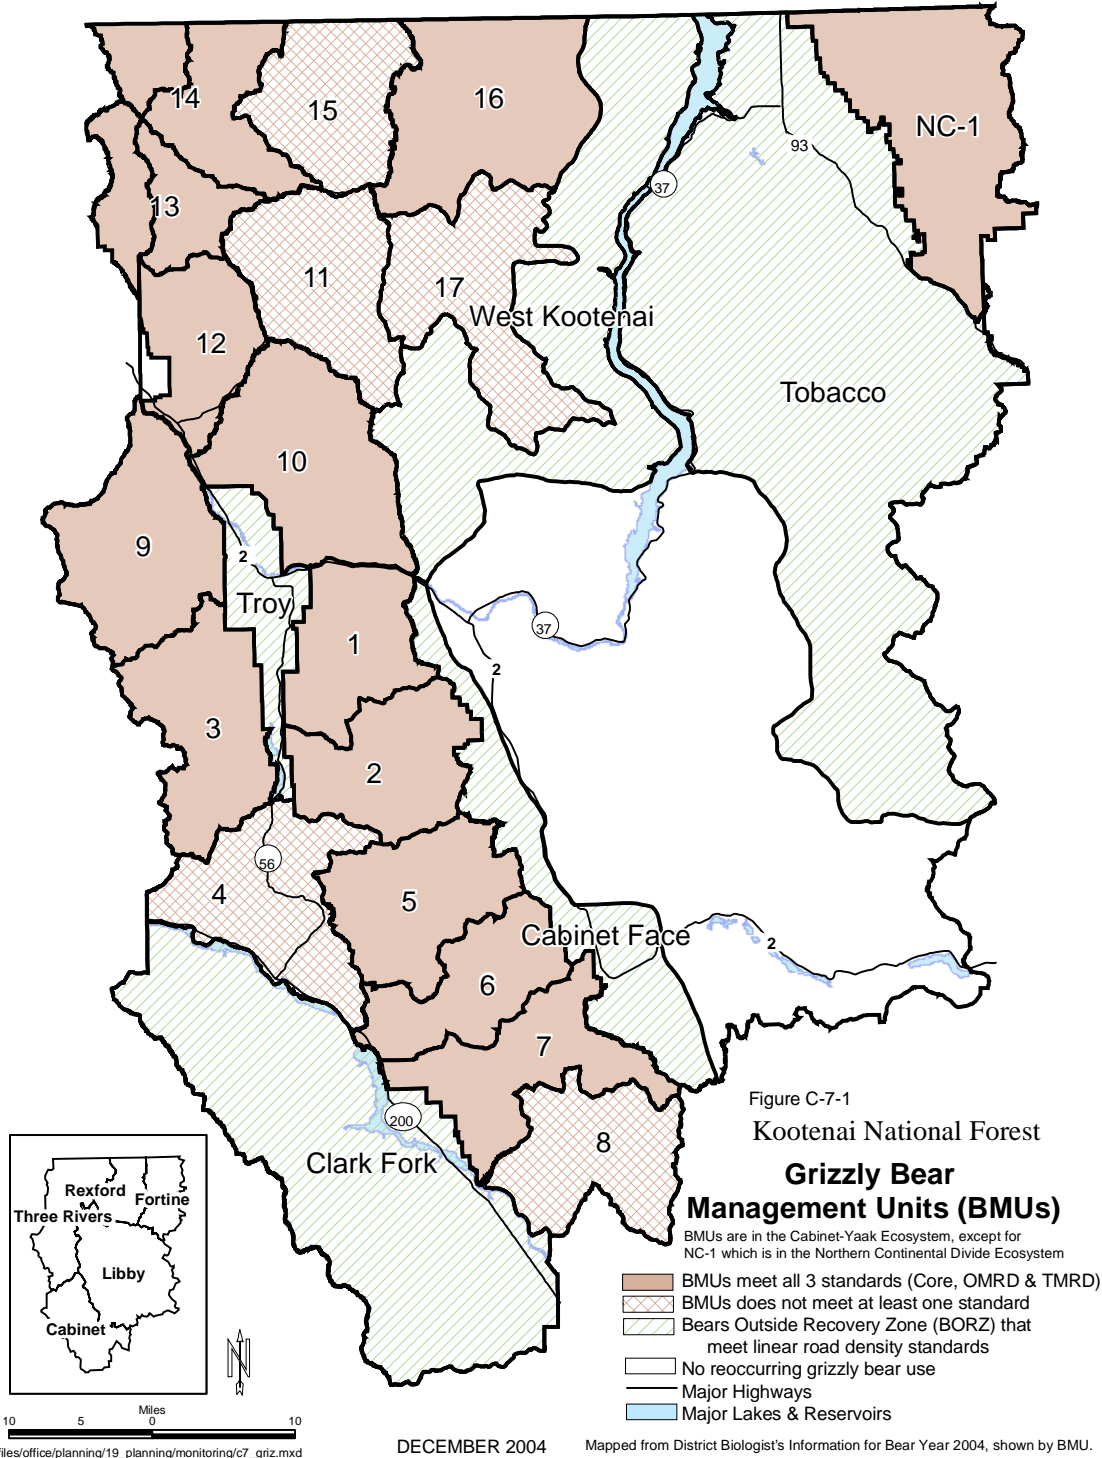 14
15
16
NC-1
93
37
13
11
17
West Kootenai
12
Tobacco
10
9
2
Troy
1
37
2
3
2
56
4
5
Cabinet Face
2
6
7
Figure C-7-1
Kootenai National Forest
200
8
Clark Fork
Grizzly Bear
Management Units (BMUs)
BMUs are in the Cabinet-Yaak Ecosystem, except for
NC-1 which is in the Northern Continental Divide Ecosystem
BMUs meet all 3 standards (Core, OMRD & TMRD)
BMUs does not meet at least one standard
Bears Outside Recovery Zone (BORZ) that
meet linear road density standards
No reoccurring grizzly bear use
Major Highways
Major Lakes & Reservoirs
Rexford
Fortine
Three Rivers
Libby
Cabinet
N
Miles
10 5 0 10
files/office/planning/19_planning/monitoring/c7_griz.mxd
DECEMBER 2004
Mapped from District Biologist's Information for Bear Year 2004, shown by BMU.